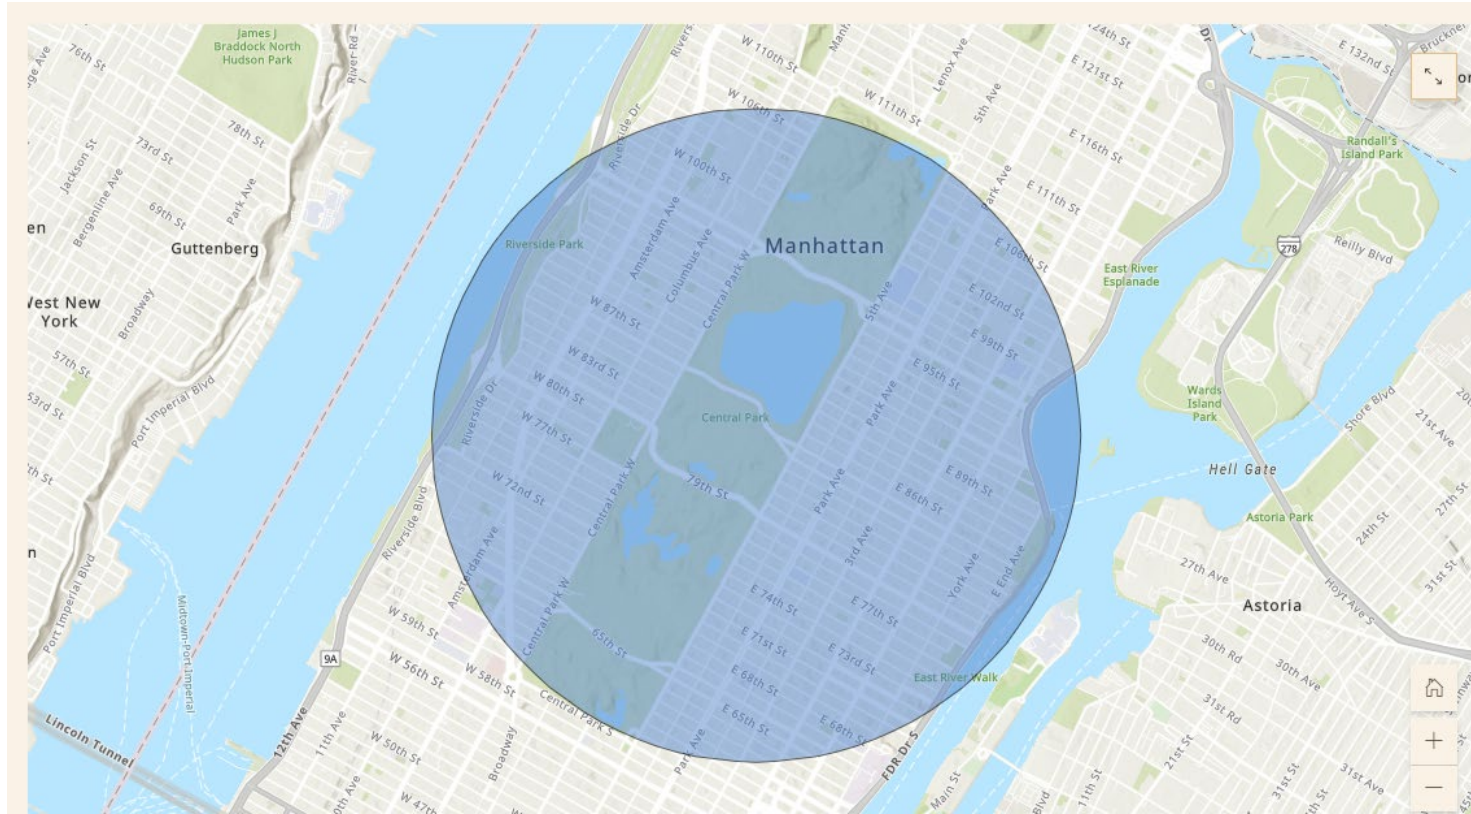 James J
Braddock North
Hudson Park
76th St
River Rd
78th St
73rd St
Jackson St
Bergenline Ave
Park Ave
69th St
Guttenberg
West New
York
Broadway
57th St
53rd St
Port Imperial Blvd
Port Imperial Blvd
Midtown-Port Imperial
Lincoln Tunnel
9A
12th Ave
11th Ave
Riverside Blvd
Riverside Dr
Riverside Dr
Riverside Park
W 110th St
W 106th St
W 111th St
W 100th St
Lenox Ave
5th Ave
E 121st St
124th St
E 116th St
E 111th St
Park Ave
E 106th St
E 102nd St
E 99th St
E 95th St
Manhattan
Amsterdam Ave
Columbus Ave
Central Park W
5th Ave
W 87th St
W 83rd St
W 80th St
W 77th St
W 72nd St
Central Park
Park Ave
79th St
Central Park W
Park Ave
E 89th St
E 86th St
3rd Ave
York Ave
E End Ave
Amsterdam Ave
Central Park W
65th St
E 74th St
E 77th St
E 71st St
E 73rd St
E 68th St
E 68th St
E 65th St
East River Walk
W 59th St
W 56th St
W 58th St
Central Park S
W 50th St
Broadway
W 47th
Park Ave
FDR Dr S
Main St
E 132nd St
Bruckner
Randall's
Island Park
278
Reilly Blvd
East River
Esplanade
Wards
Island
Park
Hell Gate
Shore Blvd
21st Ave
27th St
24th St
Astoria Park
27th Ave
31st St
Hoyt Ave S
Astoria
30th Rd
30th Ave
31st Rd
21st St
11th St
31st St
31st Ave